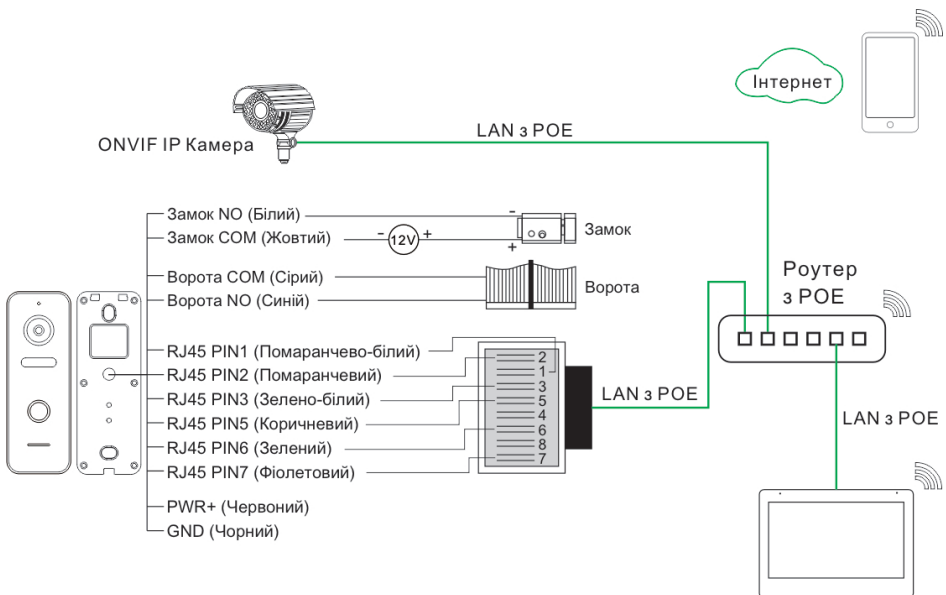 Інтернет
LAN з POE
ONVIF IP Камера
Замок NO (Білий)
-
Замок COM (Жовтий)
- 12V +
+
Замок
Ворота COM (Сірий)
Ворота NO (Синій)
Ворота
Роутер
з POE
RJ45 PIN1 (Помаранчево-білий)
RJ45 PIN2 (Помаранчевий)
RJ45 PIN3 (Зелено-білий)
RJ45 PIN5 (Коричневий)
RJ45 PIN6 (Зелений)
RJ45 PIN7 (Фіолетовий)
2
1
3
5
4
6
8
7
LAN з POE
LAN з POE
PWR+ (Червоний)
GND (Чорний)